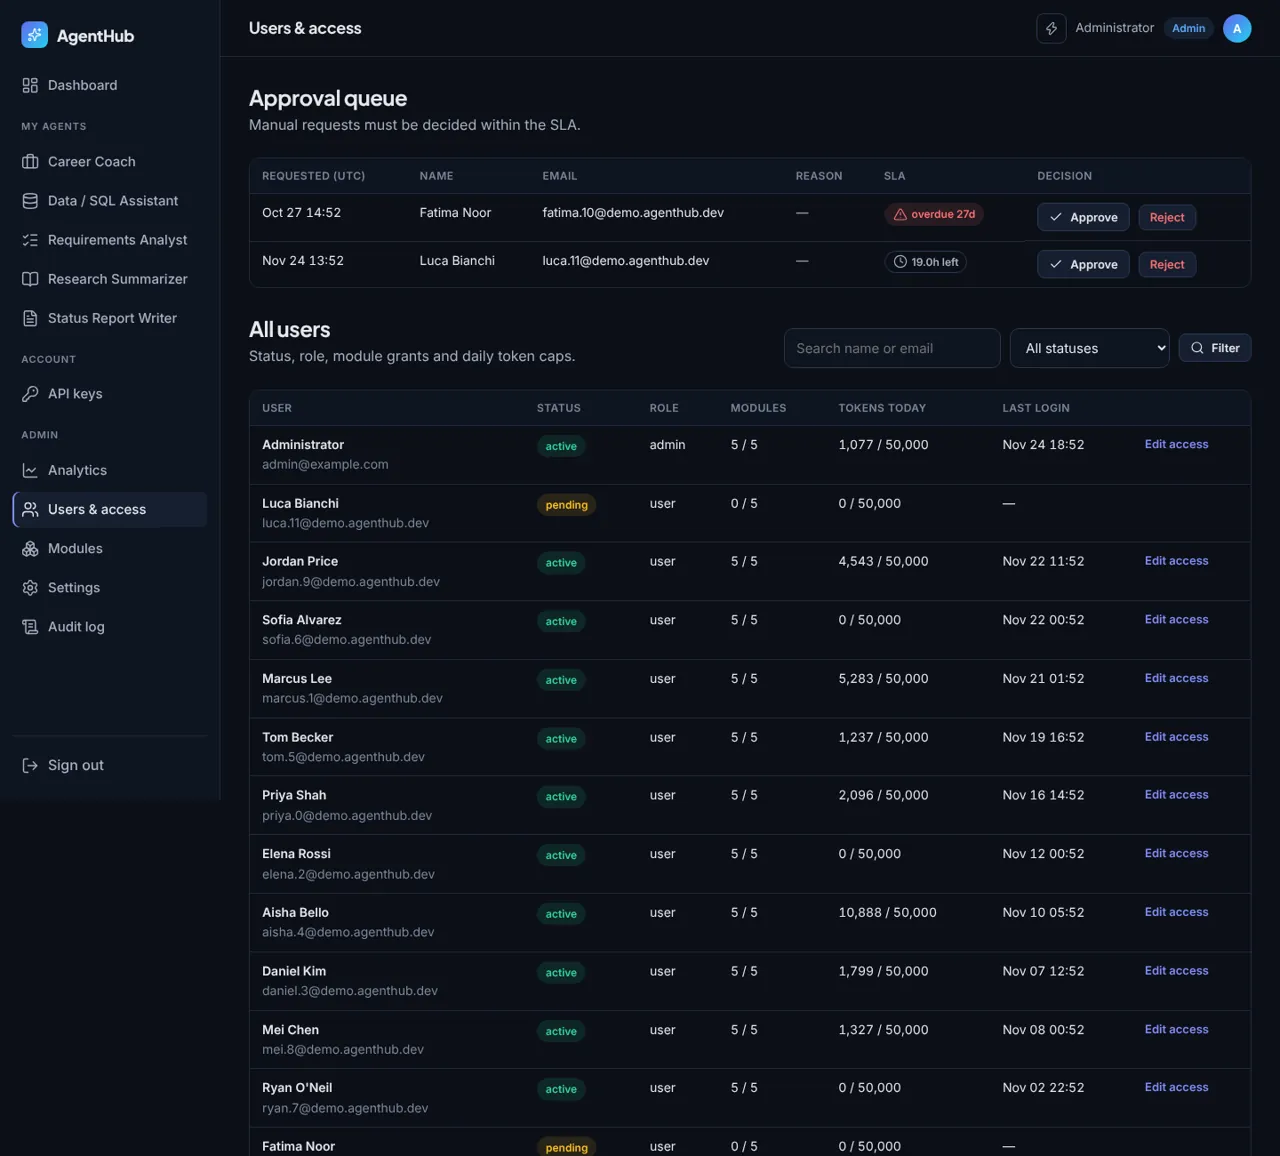 AgentHub
Dashboard
MY AGENTS
Career Coach
Data / SQL Assistant
Requirements Analyst
Research Summarizer
Status Report Writer
ACCOUNT
API keys
ADMIN
Analytics
Users & access
Modules
Settings
Audit log
Sign out
Users & access
Administrator Admin A
Approval queue
Manual requests must be decided within the SLA.
REQUESTED (UTC) NAME EMAIL REASON SLA DECISION
Oct 27 14:52 Fatima Noor fatima.10@demo.agenthub.dev — overdue 27d Approve Reject
Nov 24 13:52 Luca Bianchi luca.11@demo.agenthub.dev — 19.0h left Approve Reject
All users
Status, role, module grants and daily token caps.
Search name or email All statuses Filter
USER STATUS ROLE MODULES TOKENS TODAY LAST LOGIN
Administrator active admin 5 / 5 1,077 / 50,000 Nov 24 18:52 Edit access
admin@example.com
Luca Bianchi pending user 0 / 5 0 / 50,000 —
luca.11@demo.agenthub.dev
Jordan Price active user 5 / 5 4,543 / 50,000 Nov 22 11:52 Edit access
jordan.9@demo.agenthub.dev
Sofia Alvarez active user 5 / 5 0 / 50,000 Nov 22 00:52 Edit access
sofia.6@demo.agenthub.dev
Marcus Lee active user 5 / 5 5,283 / 50,000 Nov 21 01:52 Edit access
marcus.1@demo.agenthub.dev
Tom Becker active user 5 / 5 1,237 / 50,000 Nov 19 16:52 Edit access
tom.5@demo.agenthub.dev
Priya Shah active user 5 / 5 2,096 / 50,000 Nov 16 14:52 Edit access
priya.0@demo.agenthub.dev
Elena Rossi active user 5 / 5 0 / 50,000 Nov 12 00:52 Edit access
elena.2@demo.agenthub.dev
Aisha Bello active user 5 / 5 10,888 / 50,000 Nov 10 05:52 Edit access
aisha.4@demo.agenthub.dev
Daniel Kim active user 5 / 5 1,799 / 50,000 Nov 07 12:52 Edit access
daniel.3@demo.agenthub.dev
Mei Chen active user 5 / 5 1,327 / 50,000 Nov 08 00:52 Edit access
mei.8@demo.agenthub.dev
Ryan O'Neil active user 5 / 5 0 / 50,000 Nov 02 22:52 Edit access
ryan.7@demo.agenthub.dev
Fatima Noor pending user 0 / 5 0 / 50,000 —